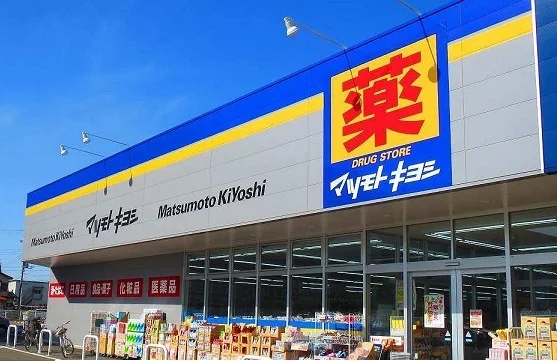 薬
DRUG STORE
マツモトキヨシ
Matsumoto KiYoshi
マツモトキヨシ
Matsumoto KiYoshi
日用品
食品・菓子
化粧品
医薬品